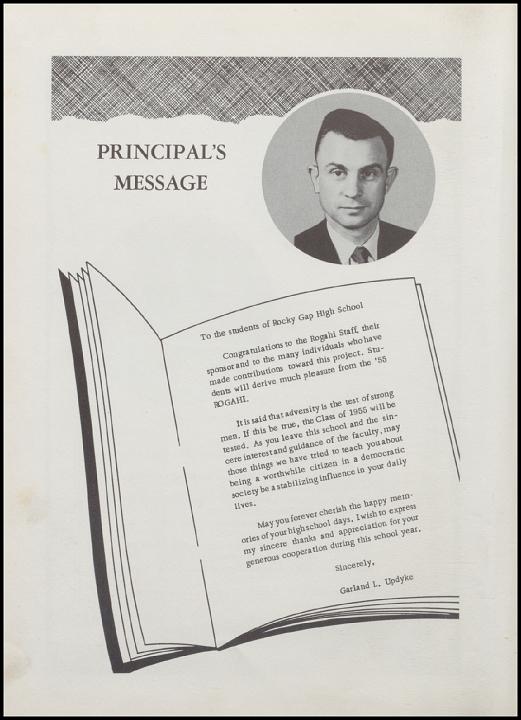 PRINCIPAL'S
MESSAGE
To the students of Rocky Gap High School
Congratulations to the Rogahi Staff, their
sponsor and to the many individuals who have
made contributions toward this project. Stu-
dents will derive much pleasure from the '55
ROGAHI.
It is said that adversity is the test of strong
men. If this be true, the Class of 1955 will be
tested. As you leave this school and the sin-
cere interest and guidance of the faculty, may
those things we have tried to teach you about
being a worthwhile citizen in a democratic
society be a stabilizing influence in your daily
lives.
May you forever cherish the happy mem-
ories of your high school days. I wish to express
my sincere thanks and appreciation for your
generous cooperation during this school year.
Sincerely,
Garland L. Updyke